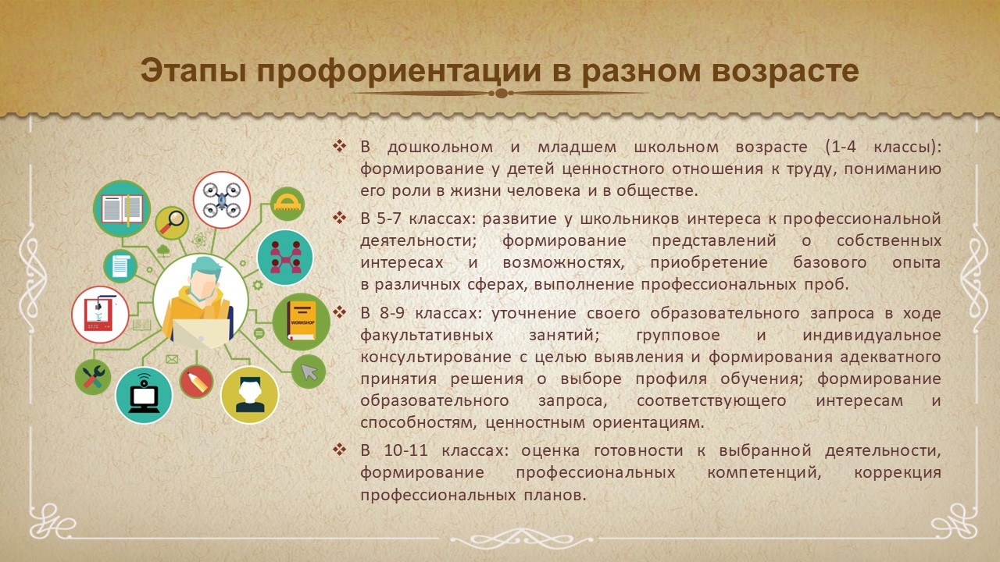 Этапы профориентации в разном возрасте
В дошкольном и младшем школьном возрасте (1-4 классы):
формирование у детей ценностного отношения к труду, пониманию
его роли в жизни человека и в обществе.
В 5-7 классах: развитие у школьников интереса к профессиональной
деятельности; формирование представлений о собственных
интересах и возможностях, приобретение базового опыта
в различных сферах, выполнение профессиональных проб.
В 8-9 классах: уточнение своего образовательного запроса в ходе
факультативных занятий; групповое и индивидуальное
консультирование с целью выявления и формирования адекватного
принятия решения о выборе профиля обучения; формирование
образовательного запроса, соответствующего интересам и
способностям, ценностным ориентациям.
В 10-11 классах: оценка готовности к выбранной деятельности,
формирование профессиональных компетенций, коррекция
профессиональных планов.
WORKSHOP